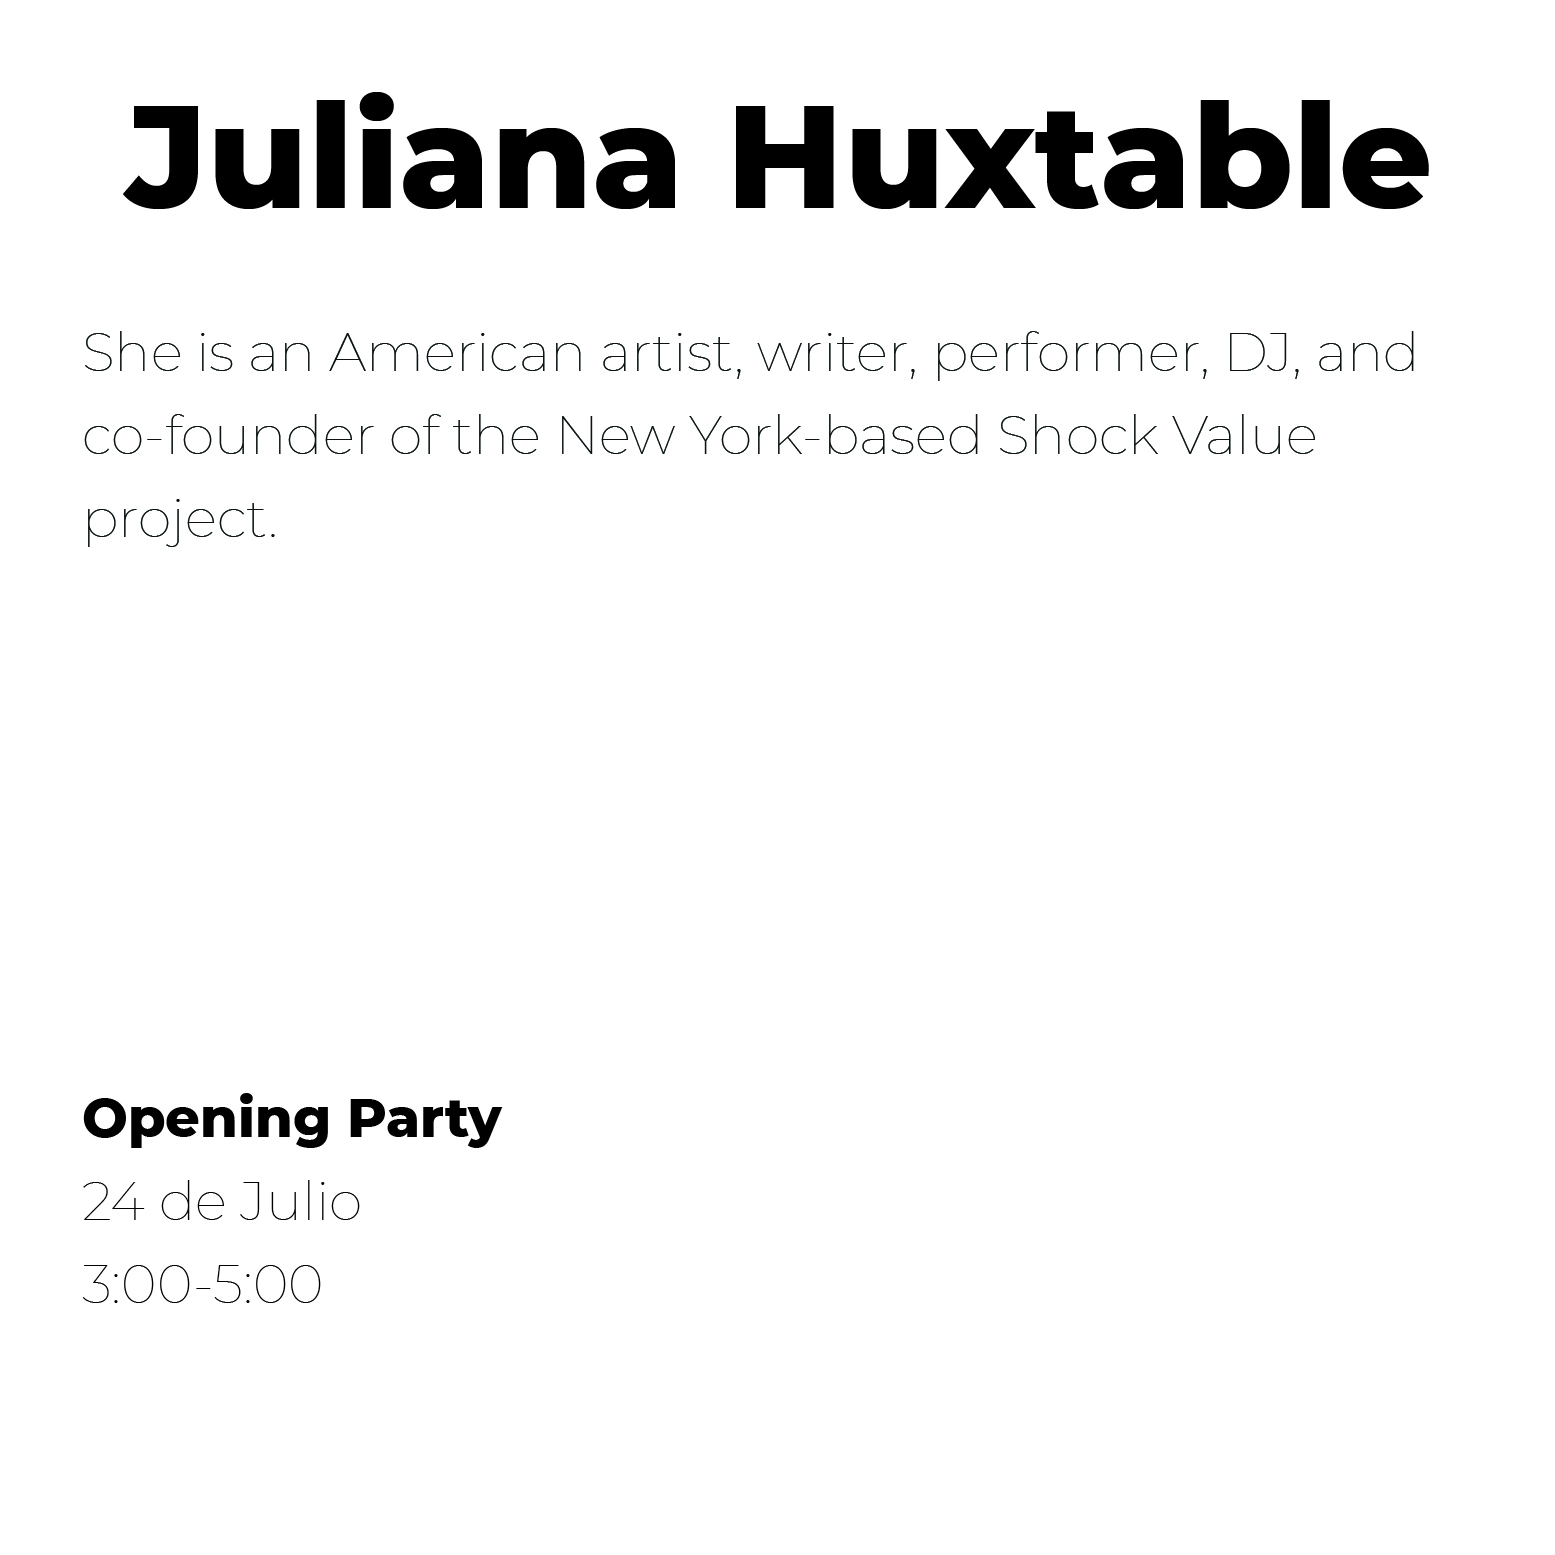 Juliana Huxtable
She is an American artist, writer, performer, DJ, and
co-founder of the New York-based Shock Value
project.
Opening Party
24 de Julio
3:00-5:00